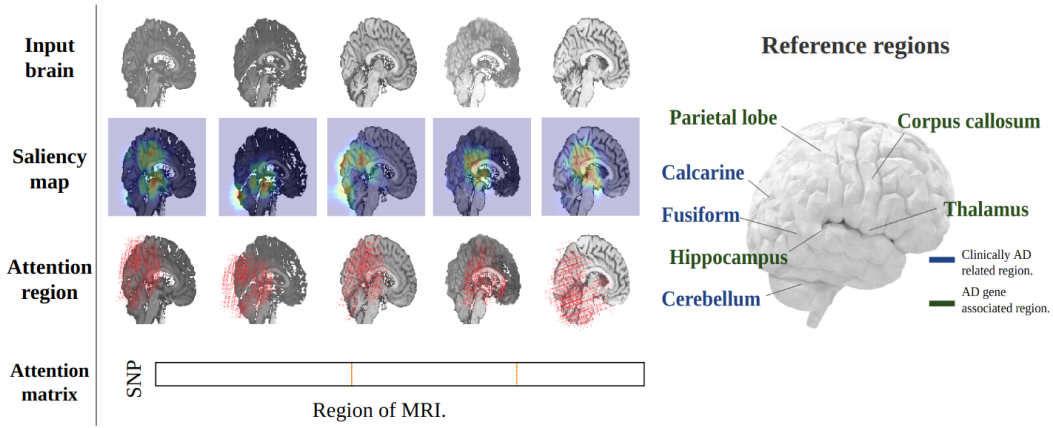 Input
brain
Saliency
map
Attention
region
Attention
matrix
SNP
Region of MRI.
Reference regions
Parietal lobe
Corpus callosum
Calcarine
Fusiform
Thalamus
Hippocampus
Cerebellum
Clinically AD
related region.
AD gene
associated region.